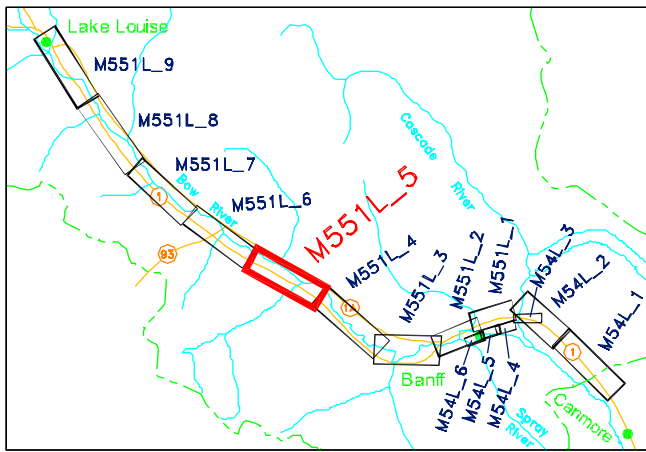 Lake Louise
M551L_9
M551L_8
M551L_7
M551L_6
M551L_5
M551L_4
M551L_3
M551L_2
M551L_1
M54L_3
M54L_2
M54L_1
M54L_6
M54L_5
M54L_4
Bow
River
Cascade
River
Spray
River
Banff
Canmore
1
93
1A
1